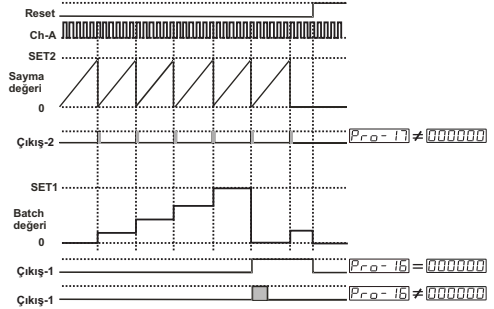 Reset
Ch-A
SET2
Sayma
değeri
0
Çıkış-2 Pro-17 ≠ 000000
SET1
Batch
değeri
0
Çıkış-1 Pro-16 = 000000
Çıkış-1 Pro-16 ≠ 000000